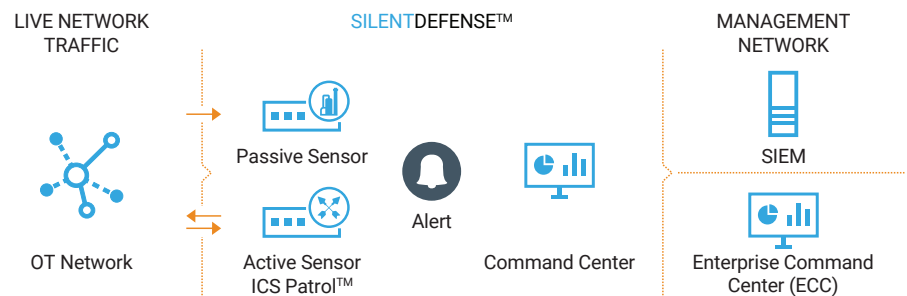 LIVE NETWORK
TRAFFIC
SILENTDEFENSE™
MANAGEMENT
NETWORK
Passive Sensor
SIEM
Alert
OT Network
Active Sensor
ICS Patrol™
Command Center
Enterprise Command
Center (ECC)